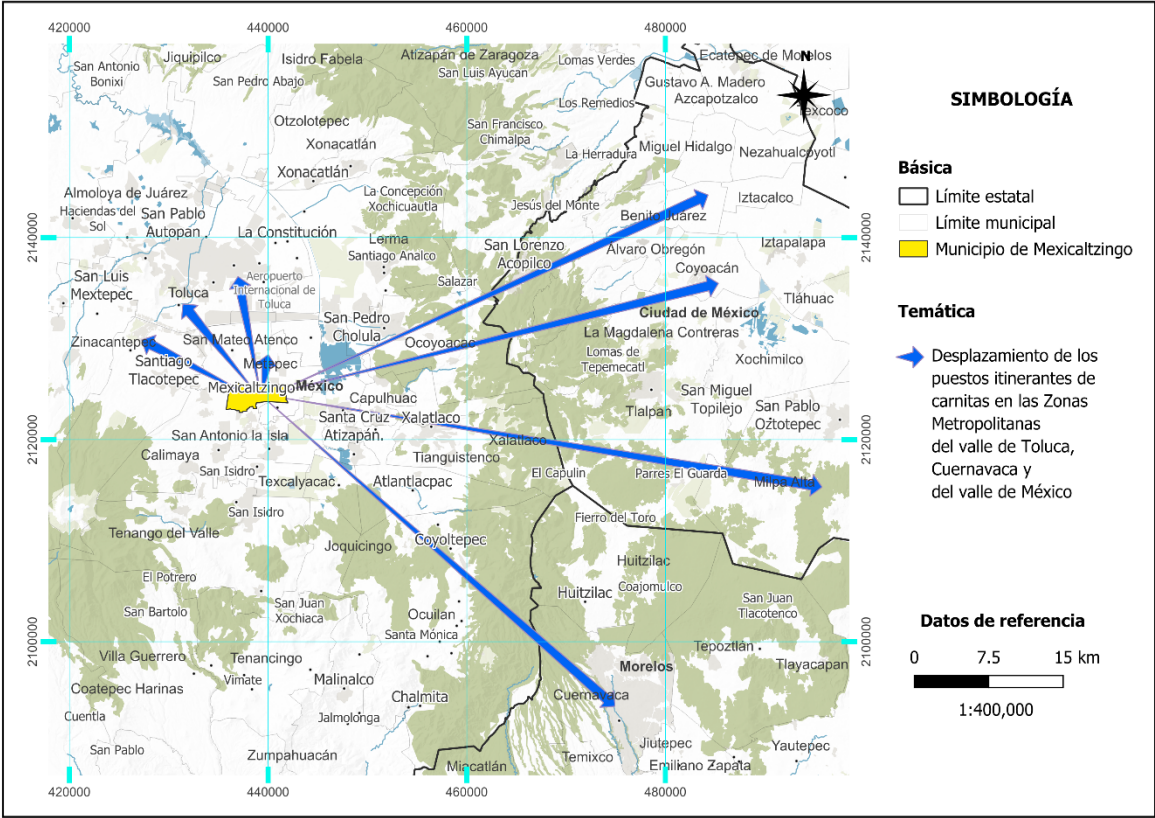 420000
440000
460000
480000
Jiquipilco
Isidro Fabela
Atizapán de Zaragoza
Lomas Verdes
Ecatepec de Morelos
San Antonio
Bonixi
San Pedro Abajo
San Luis Ayucan
Gustavo A. Madero
N
Los Remedios
Azcapotzalco
Texcoco
Otzolotepec
San Francisco
Chimalpa
Xonacatlán
La Herradura
Miguel Hidalgo
Nezahualcóyotl
Xonacatlán
Almoloya de Juárez
La Concepción
Xochicuautla
Iztacalco
Haciendas del
Sol
San Pablo
Autopan
Jesús del Monte
Benito Juárez
2140000
La Constitución
Lerma
San Lorenzo
Acopilco
Alvaro Obregón
Iztapalapa
2140000
Santiago Analco
Coyoacán
San Luis
Mextepec
Aeropuerto
Internacional de
Toluca
Salazar
Toluca
Tláhuac
San Pedro
Cholula
Ciudad de México
Zinacantepec
San Mateo Atenco
Ocoyoacac
La Magdalena Contreras
Santiago
Tlacotepec
Metepec
Lomas de
Tepemecatl
Xochimilco
Mexicaltzingo
México
Capulhuac
San Miguel
Topilejo
Santa Cruz
Atizapán.
Xalatlaco
Tlalpan
San Pablo
Oztotepec
2120000
San Antonio la Isla
Xalatlaco
2120000
Calimaya
Tianguistenco
San Isidro
El Capulin
Parres El Guarda
Milpa Alta
Texcalyacac
Atlantlacpac
San Isidro
Fierro del Toro
Tenango del Valle
Coyoltepec
Joquicingo
Huitzilac
El Potrero
Huitzilac
Coajomulco
San Bartolo
San Juan
Xochiaca
Ocuilan
San Juan
Tlacotenco
Santa Mónica
2100000
Tepoztlán
2100000
Villa Guerrero
Tenancingo
Morelos
Tlayacapan
Coatepec Harinas
Vimate
Malinalco
Chalmita
Cuernavaca
Cuentla
Jalmolonga
San Pablo
Zumpahuacán
Temixco
Jiutepec
Yautepec
Miacatlán
Emiliano Zapata
420000
440000
460000
480000
SIMBOLOGÍA
Básica
Límite estatal
Límite municipal
Municipio de Mexicaltzingo
Temática
Desplazamiento de los
puestos itinerantes de
carnitas en las Zonas
Metropolitanas
del valle de Toluca,
Cuernavaca y
del valle de México
Datos de referencia
0 7.5 15 km
1:400,000